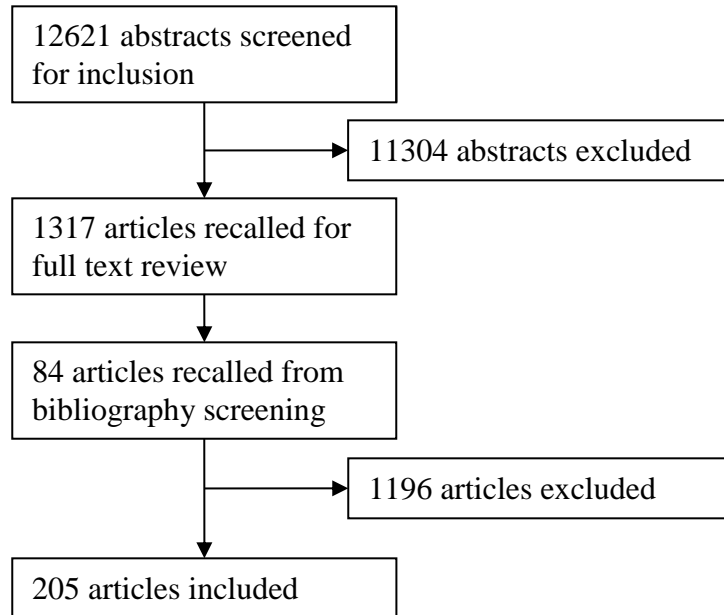 12621 abstracts screened
for inclusion
11304 abstracts excluded
1317 articles recalled for
full text review
84 articles recalled from
bibliography screening
1196 articles excluded
205 articles included